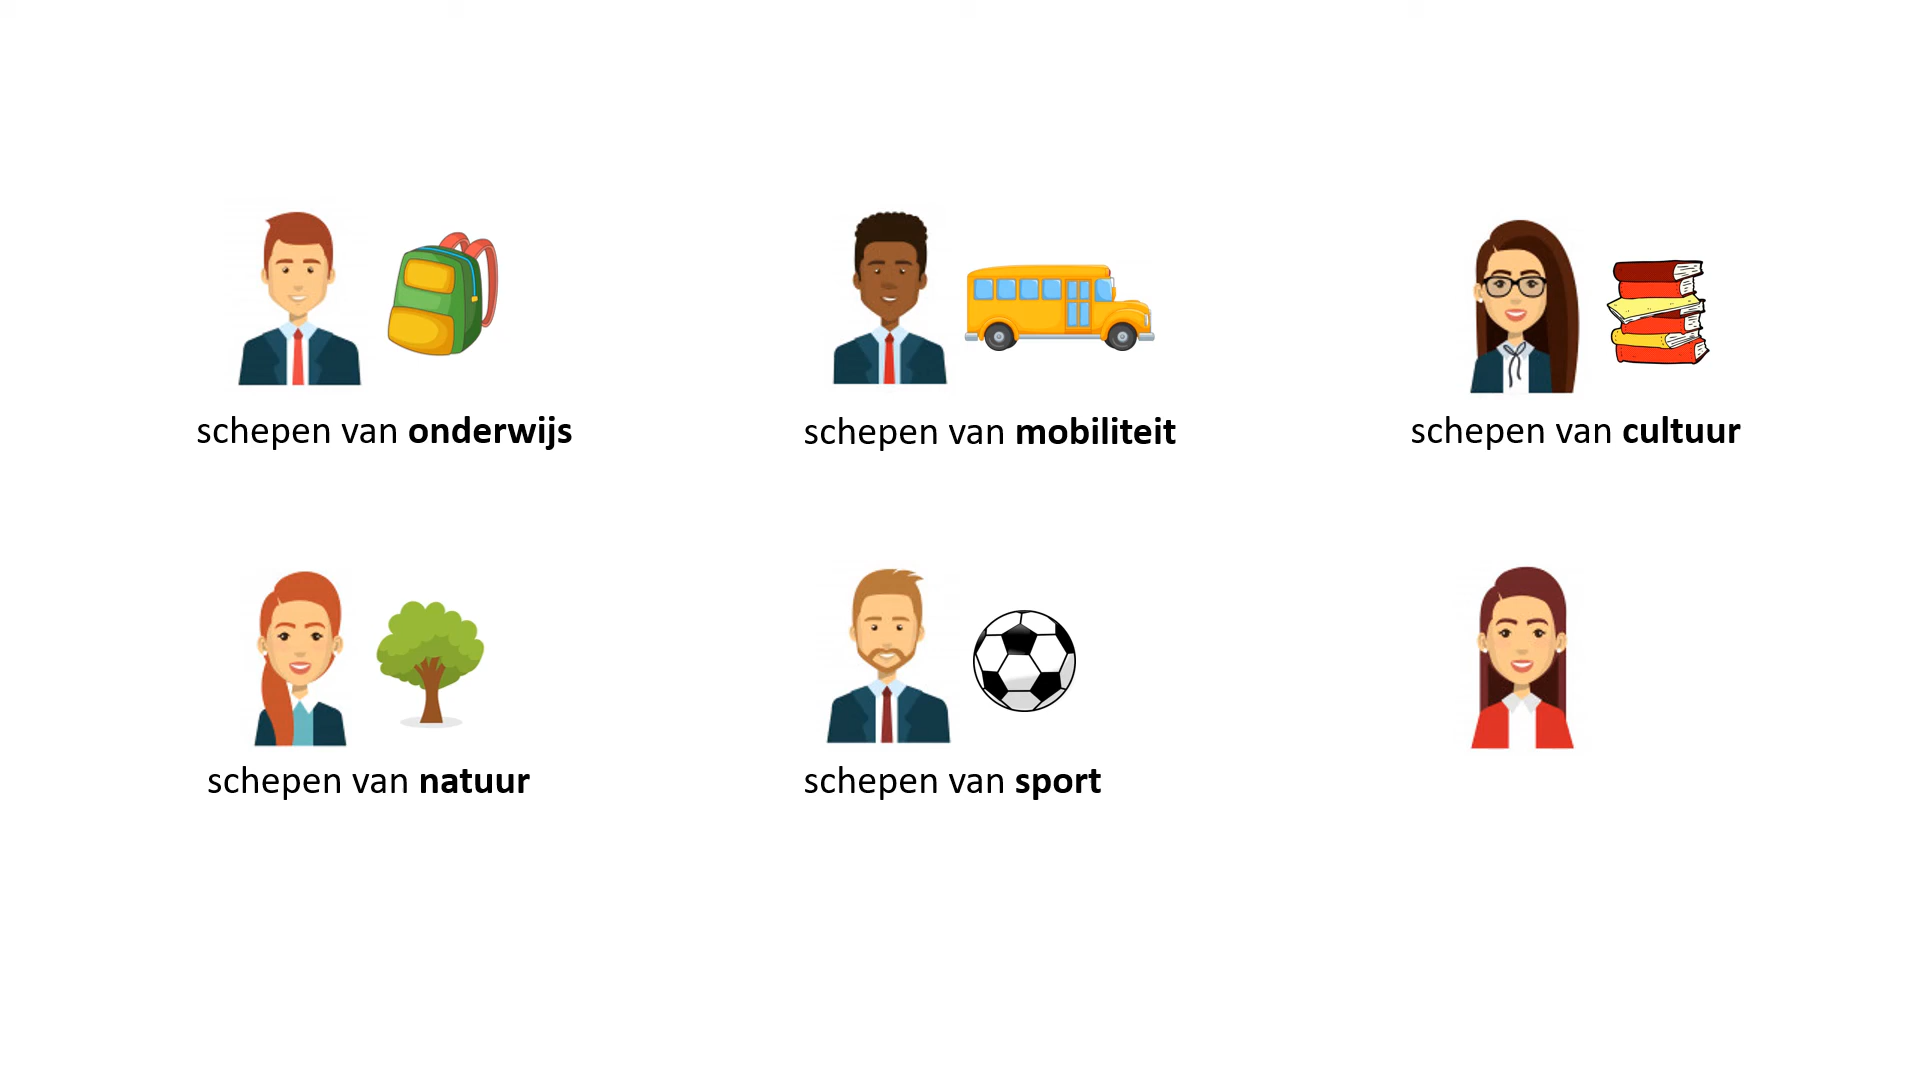 schepen van onderwijs
schepen van mobiliteit
schepen van cultuur
schepen van natuur
schepen van sport